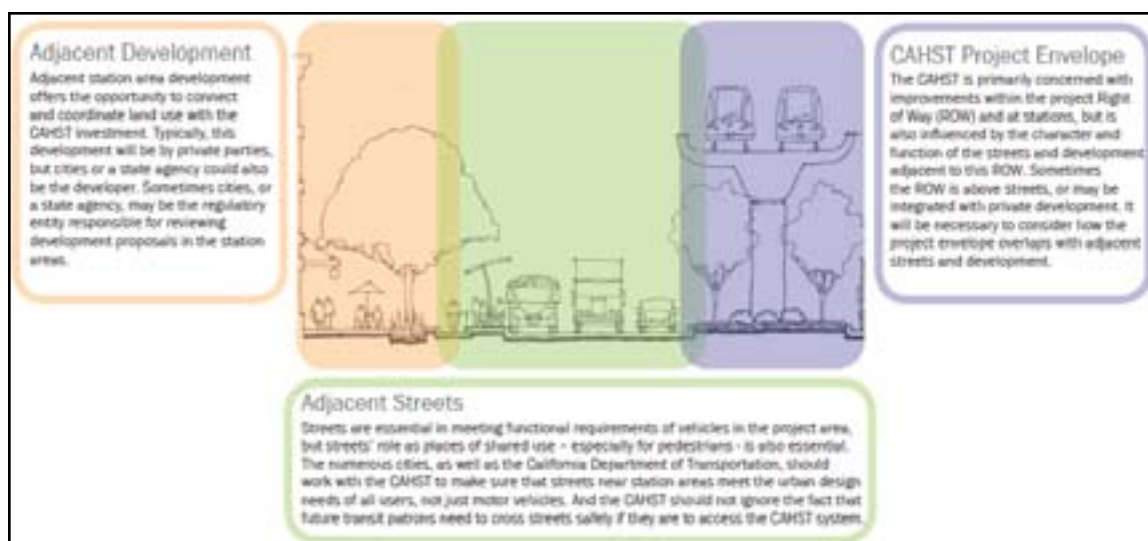 Adjacent Development
Adjacent station area development
offers the opportunity to connect
and coordinate land use with the
CAHST investment. Typically, this
development will be by private parties,
but cities or a state agency could also
be the developer. Sometimes cities, or
a state agency, may be the regulatory
entity responsible for reviewing
development proposals in the station
areas.
CAHST Project Envelope
The CAHST is primarily concerned with
improvements within the project Right
of Way (ROW) and at stations, but is
also influenced by the character and
function of the streets and development
adjacent to this ROW. Sometimes
the ROW is above streets, or may be
integrated with private development. It
will be necessary to consider how the
project envelope overlaps with adjacent
streets and development.
Adjacent Streets
Streets are essential in meeting functional requirements of vehicles in the project area,
but streets' role as places of shared use - especially for pedestrians - is also essential.
The numerous cities, as well as the California Department of Transportation, should
work with the CAHST to make sure that streets near station areas meet the urban design
needs of all users, not just motor vehicles. And the CAHST should not ignore the fact that
future transit patrons need to cross streets safely if they are to access the CAHST system.